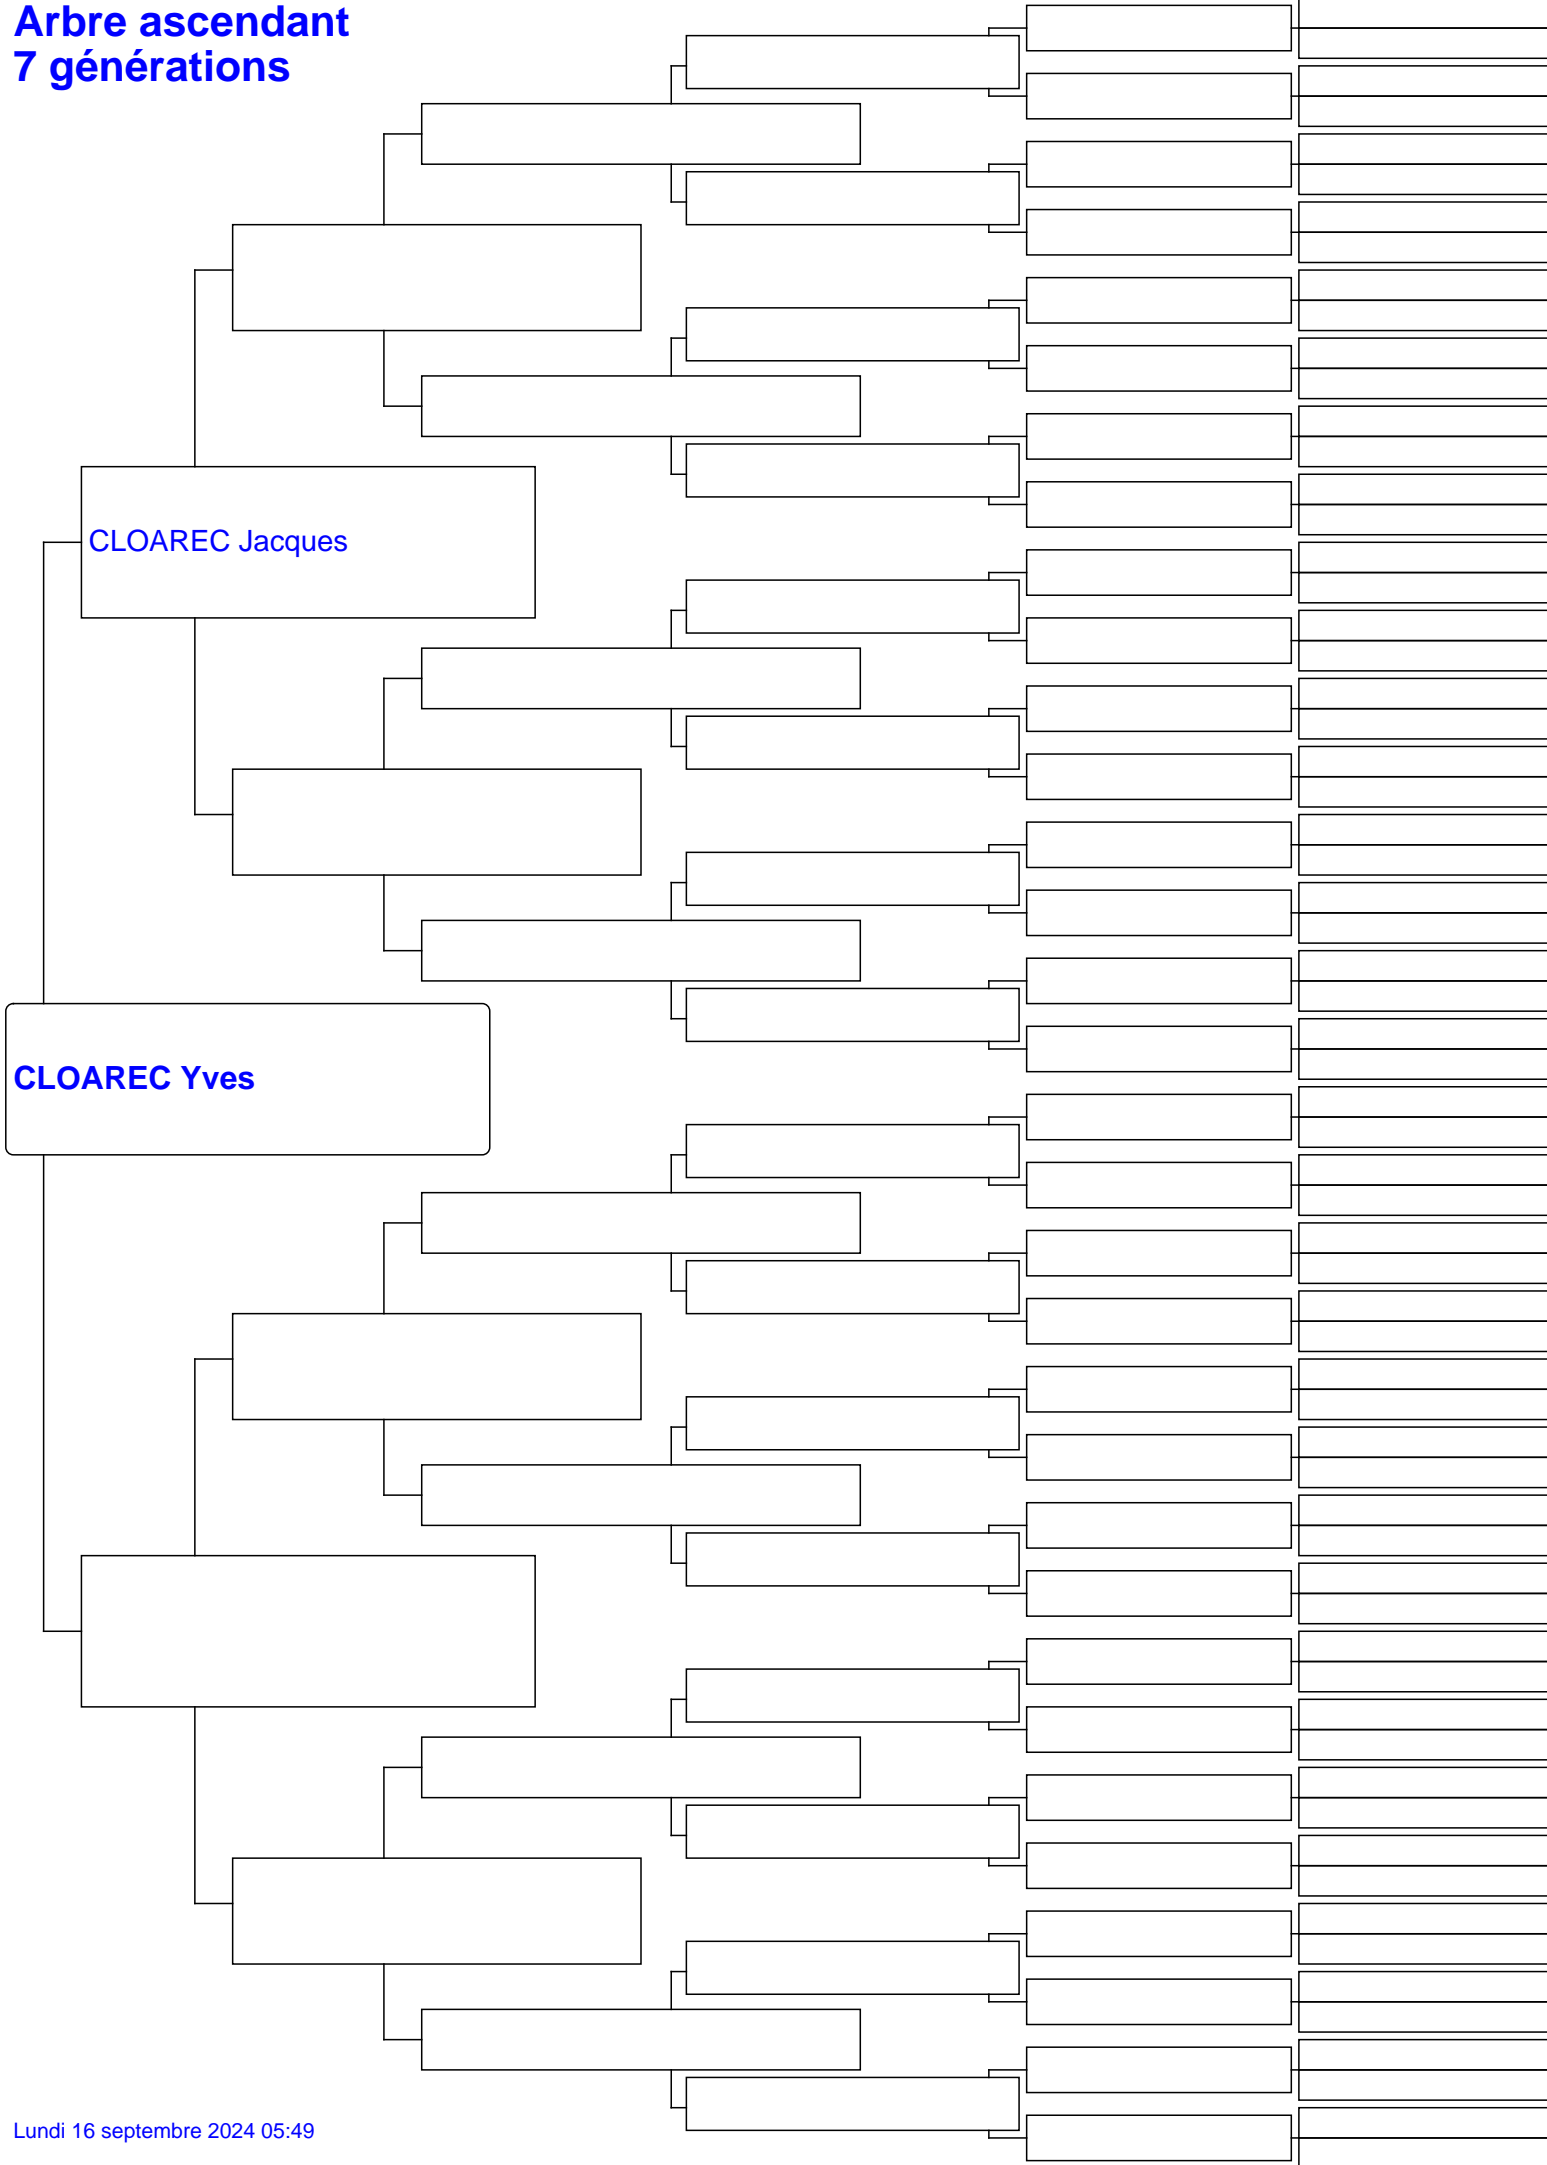 Arbre ascendant
7 générations
CLOAREC Jacques
CLOAREC Yves
Lundi 16 septembre 2024 05:49